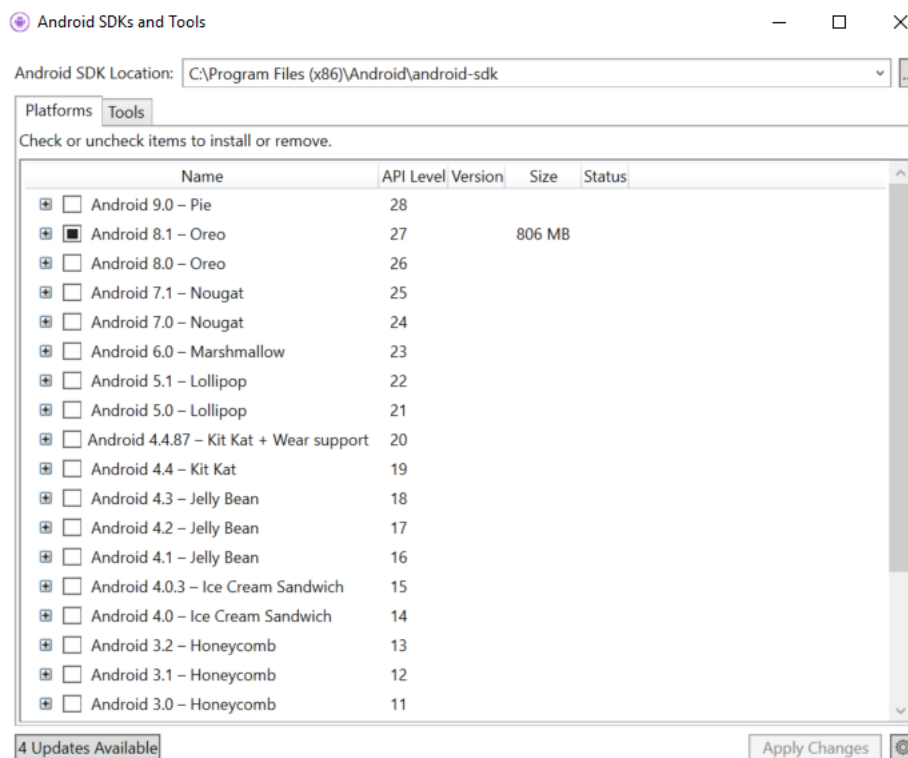 Android SDKs and Tools
Android SDK Location: C:\Program Files (x86)\Android\android-sdk
Platforms Tools
Check or uncheck items to install or remove.
Name API Level Version Size Status
Android 9.0 – Pie 28
Android 8.1 – Oreo 27 806 MB
Android 8.0 – Oreo 26
Android 7.1 – Nougat 25
Android 7.0 – Nougat 24
Android 6.0 – Marshmallow 23
Android 5.1 – Lollipop 22
Android 5.0 – Lollipop 21
Android 4.4.87 – Kit Kat + Wear support 20
Android 4.4 – Kit Kat 19
Android 4.3 – Jelly Bean 18
Android 4.2 – Jelly Bean 17
Android 4.1 – Jelly Bean 16
Android 4.0.3 – Ice Cream Sandwich 15
Android 4.0 – Ice Cream Sandwich 14
Android 3.2 – Honeycomb 13
Android 3.1 – Honeycomb 12
Android 3.0 – Honeycomb 11
4 Updates Available Apply Changes